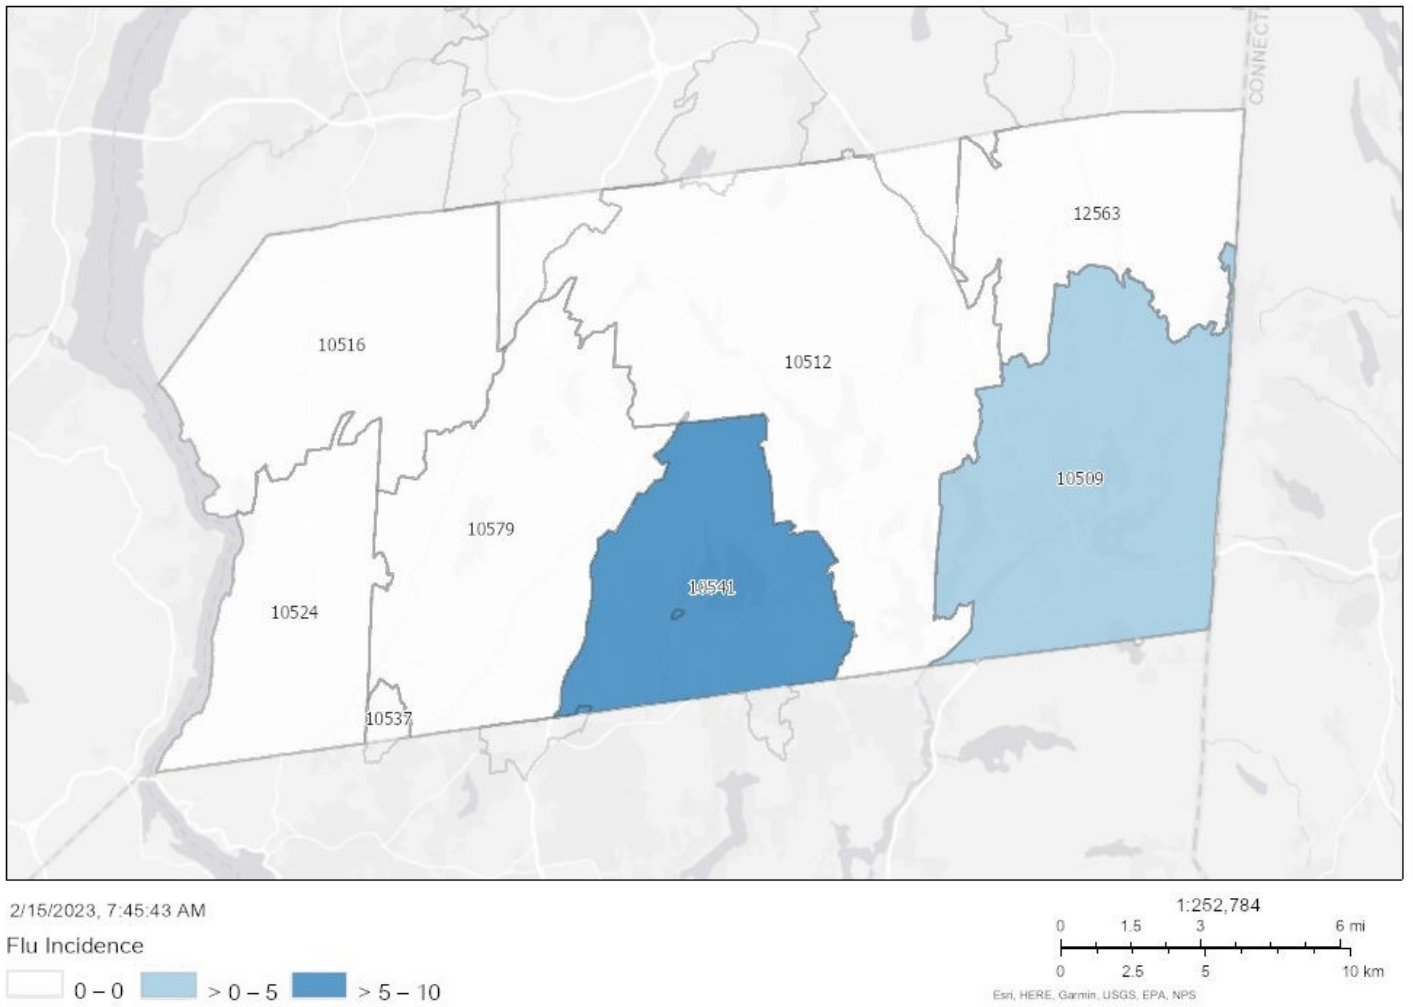 CONNECTI
12563
10516
10512
10509
10579
10541
10524
10537
2/15/2023, 7:45:43 AM
1:252,784
0 1.5 3 6 mi
0 2.5 5 10 km
Flu Incidence
0 – 0 > 0 – 5 > 5 – 10
Esri, HERE, Garmin, USGS, EPA, NPS